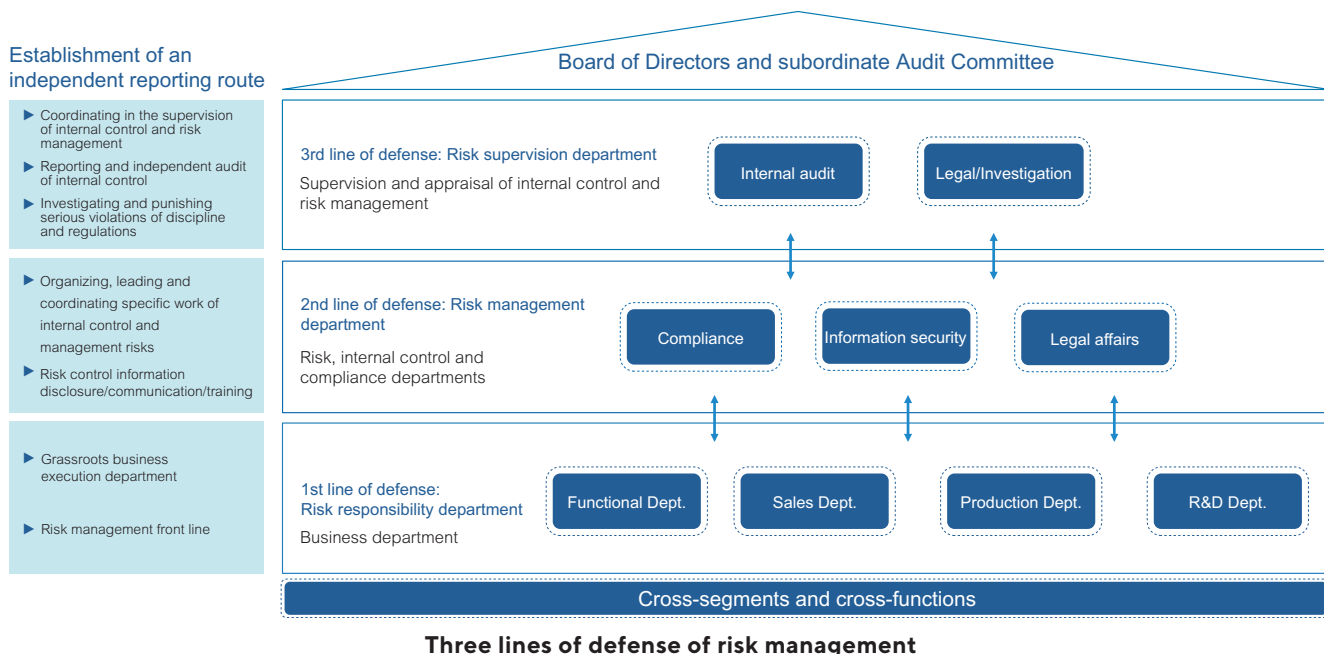 Establishment of an
independent reporting route
Board of Directors and subordinate Audit Committee
▶ Coordinating in the supervision
of internal control and risk
management
▶ Reporting and independent audit
of internal control
▶ Investigating and punishing
serious violations of discipline
and regulations
3rd line of defense: Risk supervision department
Supervision and appraisal of internal control and
risk management
Internal audit
Legal/Investigation
▶ Organizing, leading and
coordinating specific work of
internal control and
management risks
▶ Risk control information
disclosure/communication/training
2nd line of defense: Risk management
department
Risk, internal control and
compliance departments
Compliance
Information security
Legal affairs
▶ Grassroots business
execution department
▶ Risk management front line
1st line of defense:
Risk responsibility department
Business department
Functional Dept.
Sales Dept.
Production Dept.
R&D Dept.
Cross-segments and cross-functions
Three lines of defense of risk management